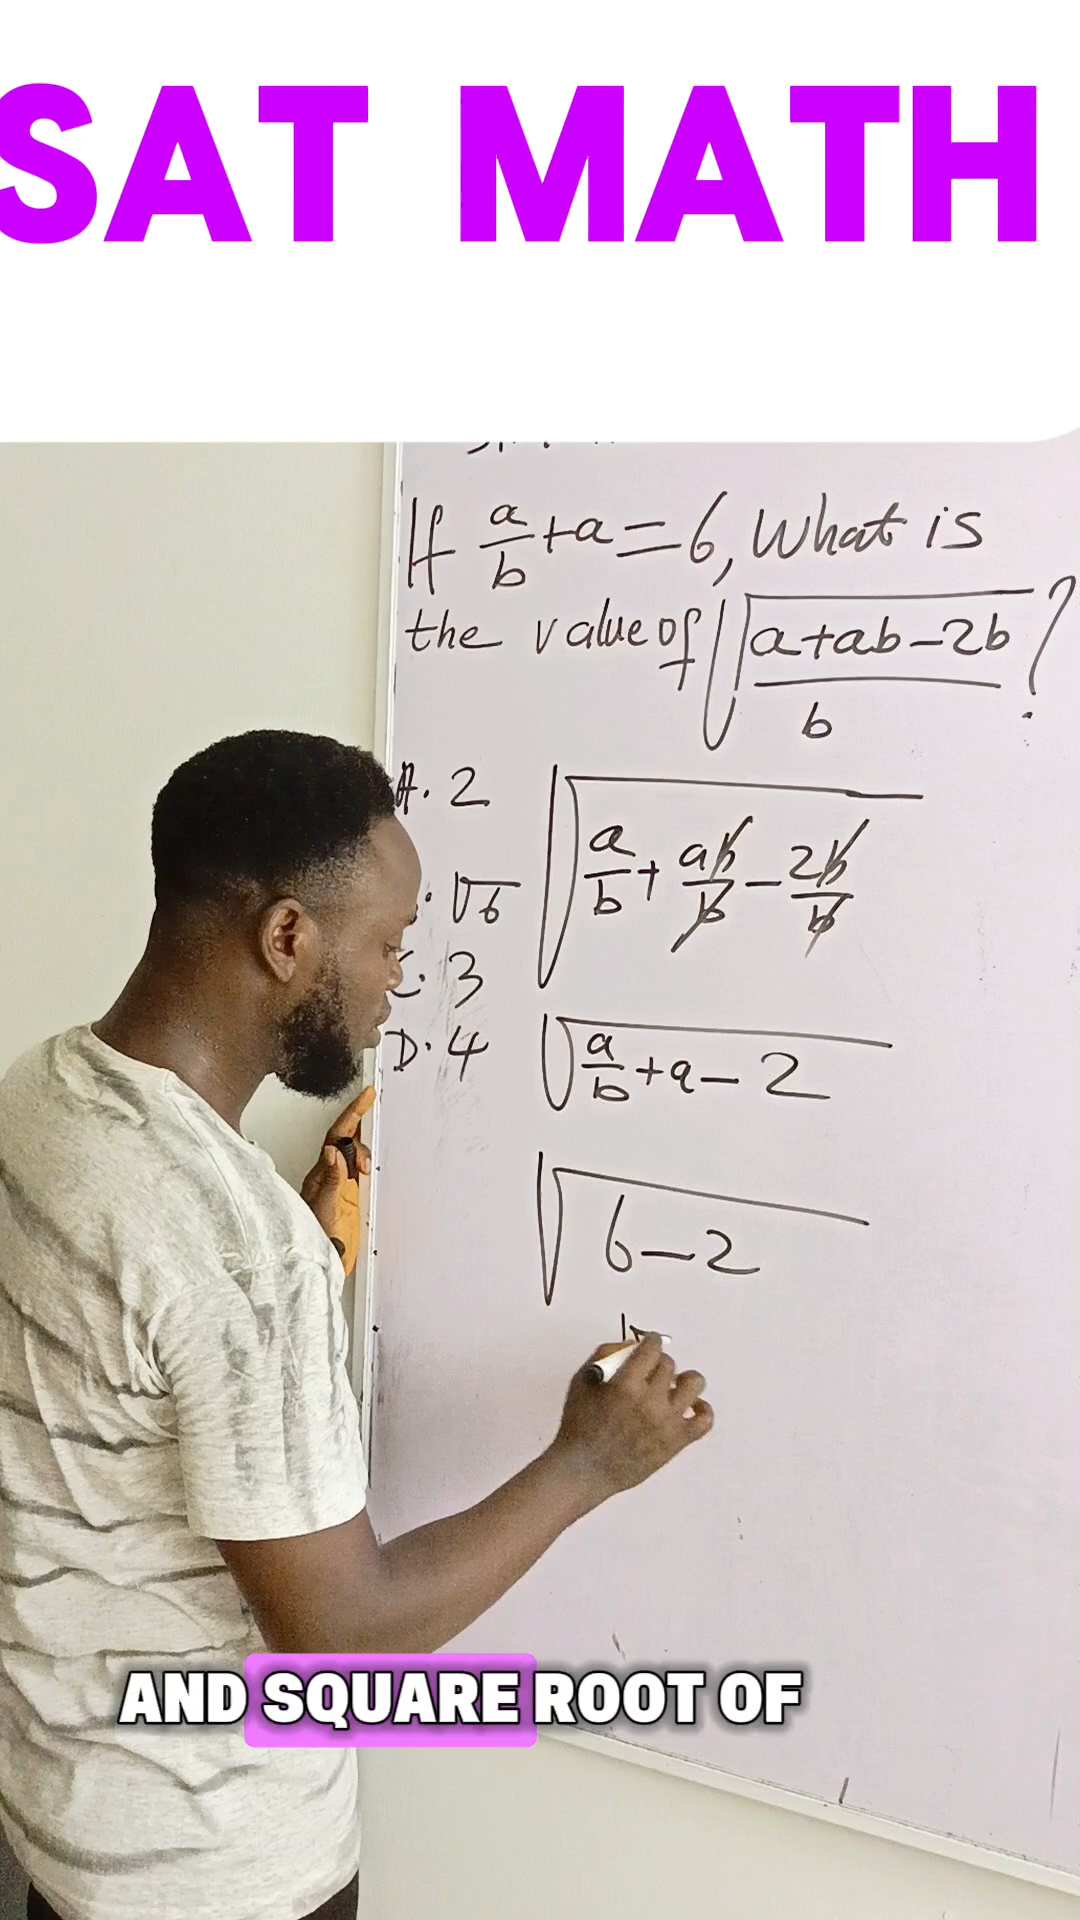 SAT MATH
If a/b + a = 6, What is
the value of √((a+ab-2b)/b) ?
A. 2
√(a/b + ab/b - 2b/b)
. √6
C. 3
√(a/b + a - 2)
D. 4
√(6-2)
AND SQUARE ROOT OF